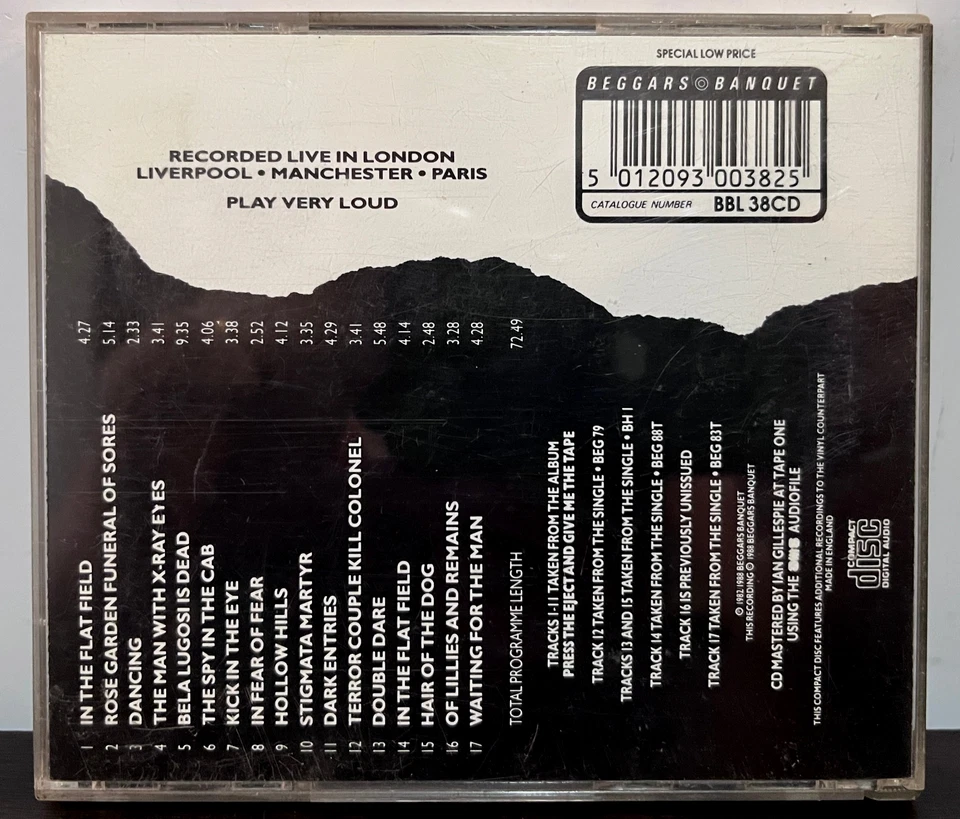 SPECIAL LOW PRICE
BEGGARS BANQUET
5 012093 003825
CATALOGUE NUMBER BBL 38CD
RECORDED LIVE IN LONDON
LIVERPOOL • MANCHESTER • PARIS
PLAY VERY LOUD
1 IN THE FLAT FIELD 4.27
2 ROSE GARDEN FUNERAL OF SORES 5.14
3 DANCING 2.33
4 THE MAN WITH X-RAY EYES 3.41
5 BELA LUGOSI IS DEAD 9.35
6 THE SPY IN THE CAB 4.06
7 KICK IN THE EYE 3.38
8 IN FEAR OF FEAR 2.52
9 HOLLOW HILLS 4.12
10 STIGMATA MARTYR 3.35
11 DARK ENTRIES 4.29
12 TERROR COUPLE KILL COLONEL 3.41
13 DOUBLE DARE 5.48
14 IN THE FLAT FIELD 4.14
15 HAIR OF THE DOG 2.48
16 OF LILLIES AND REMAINS 3.28
17 WAITING FOR THE MAN 4.28
TOTAL PROGRAMME LENGTH 72.49
TRACKS 1-11 TAKEN FROM THE ALBUM
PRESS THE EJECT AND GIVE ME THE TAPE
TRACK 12 TAKEN FROM THE SINGLE • BEG 79
TRACKS 13 AND 15 TAKEN FROM THE SINGLE • BH 1
TRACK 14 TAKEN FROM THE SINGLE • BEG 88T
TRACK 16 IS PREVIOUSLY UNISSUED
TRACK 17 TAKEN FROM THE SINGLE • BEG 83T
℗ 1982/1988 BEGGARS BANQUET
THIS RECORDING © 1988 BEGGARS BANQUET
CD MASTERED BY IAN GILLESPIE AT TAPE ONE
USING THE AUDIOFILE
THIS COMPACT DISC FEATURES ADDITIONAL RECORDINGS TO THE VINYL COUNTERPART
MADE IN ENGLAND
COMPACT
disc
DIGITAL AUDIO